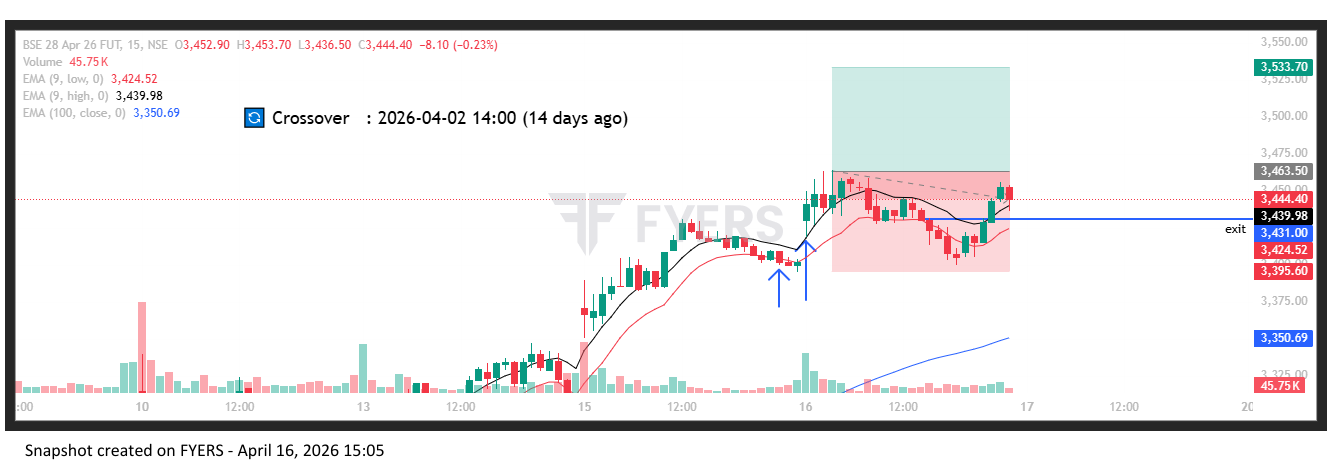 BSE 28 Apr 26 FUT, 15, NSE O3,452.90 H3,453.70 L3,436.50 C3,444.40 −8.10 (−0.23%)
Volume 45.75K
EMA (9, low, 0) 3,424.52
EMA (9, high, 0) 3,439.98
EMA (100, close, 0) 3,350.69
Crossover : 2026-04-02 14:00 (14 days ago)
FYERS
exit
3,550.00
3,533.70
3,525.00
3,500.00
3,475.00
3,463.50
3,450.00
3,444.40
3,439.98
3,431.00
3,424.52
3,395.60
3,375.00
3,350.69
3,325.00
45.75K
:00 10 12:00 13 12:00 15 12:00 16 12:00 17 12:00 20
Snapshot created on FYERS - April 16, 2026 15:05